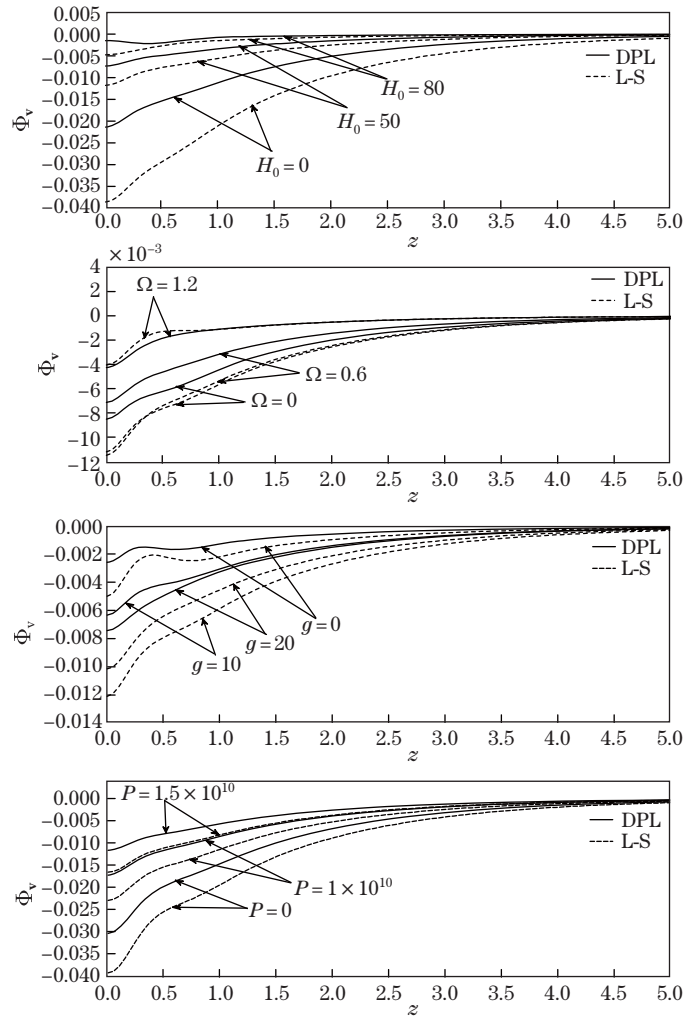 0.005
0.000
−0.005
−0.010
−0.015
−0.020
−0.025
−0.030
−0.035
−0.040
Φv
DPL
L-S
H0 = 80
H0 = 50
H0 = 0
0.0 0.5 1.0 1.5 2.0 2.5 3.0 3.5 4.0 4.5 5.0
z
× 10−3
4
2
0
−2
−4
−6
−8
−10
−12
Φv
Ω = 1.2
DPL
L-S
Ω = 0.6
Ω = 0
0.0 0.5 1.0 1.5 2.0 2.5 3.0 3.5 4.0 4.5 5.0
z
0.000
−0.002
−0.004
−0.006
−0.008
−0.010
−0.012
−0.014
Φv
DPL
L-S
g = 0
g = 20
g = 10
0.0 0.5 1.0 1.5 2.0 2.5 3.0 3.5 4.0 4.5 5.0
z
0.000
−0.005
−0.010
−0.015
−0.020
−0.025
−0.030
−0.035
−0.040
Φv
P = 1.5 × 10^10
DPL
L-S
P = 1 × 10^10
P = 0
0.0 0.5 1.0 1.5 2.0 2.5 3.0 3.5 4.0 4.5 5.0
z